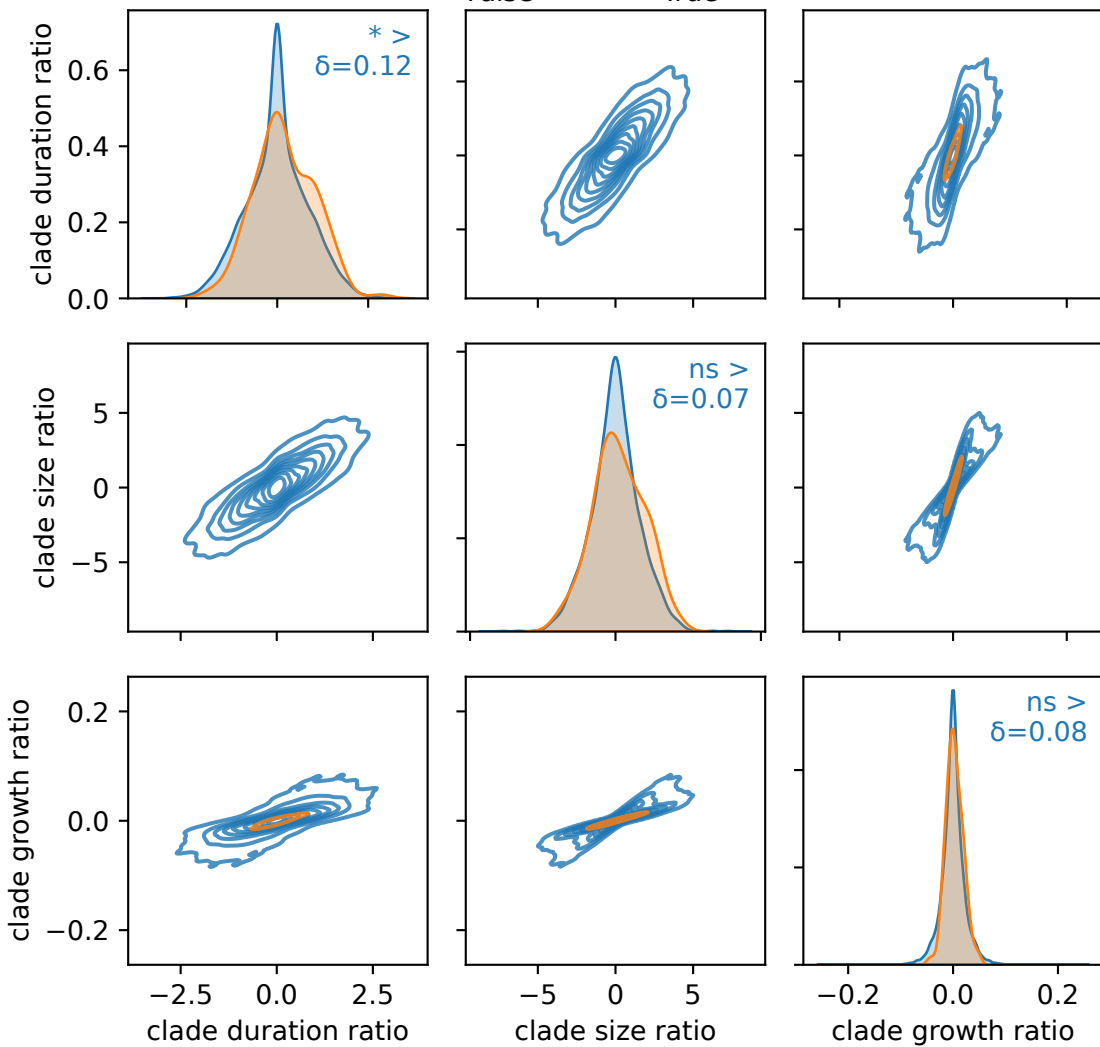 True
* >
δ=0.12
clade duration ratio
0.6
0.4
0.2
0.0
ns >
δ=0.07
clade size ratio
5
0
−5
ns >
δ=0.08
clade growth ratio
0.2
0.0
−0.2
−2.5 0.0 2.5
−5 0 5
−0.2 0.0 0.2
clade duration ratio
clade size ratio
clade growth ratio